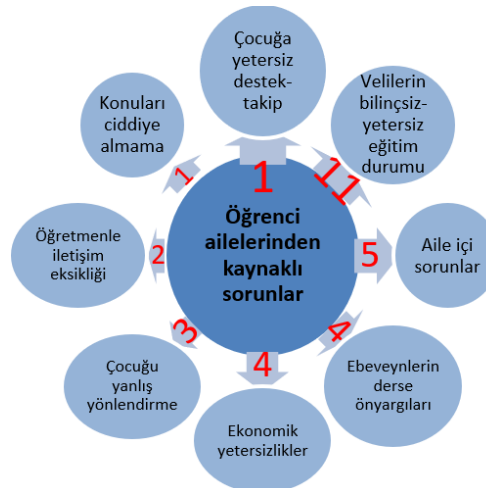 Çocuğa
yetersiz
destek-
takip
Velilerin
bilinçsiz-
yetersiz
eğitim
durumu
Aile içi
sorunlar
Ebeveynlerin
derse
önyargıları
Ekonomik
yetersizlikler
Çocuğu
yanlış
yönlendirme
Öğretmenle
iletişim
eksikliği
Konuları
ciddiye
almama
Öğrenci
ailelerinden
kaynaklı
sorunlar
1
11
5
4
4
3
2
1